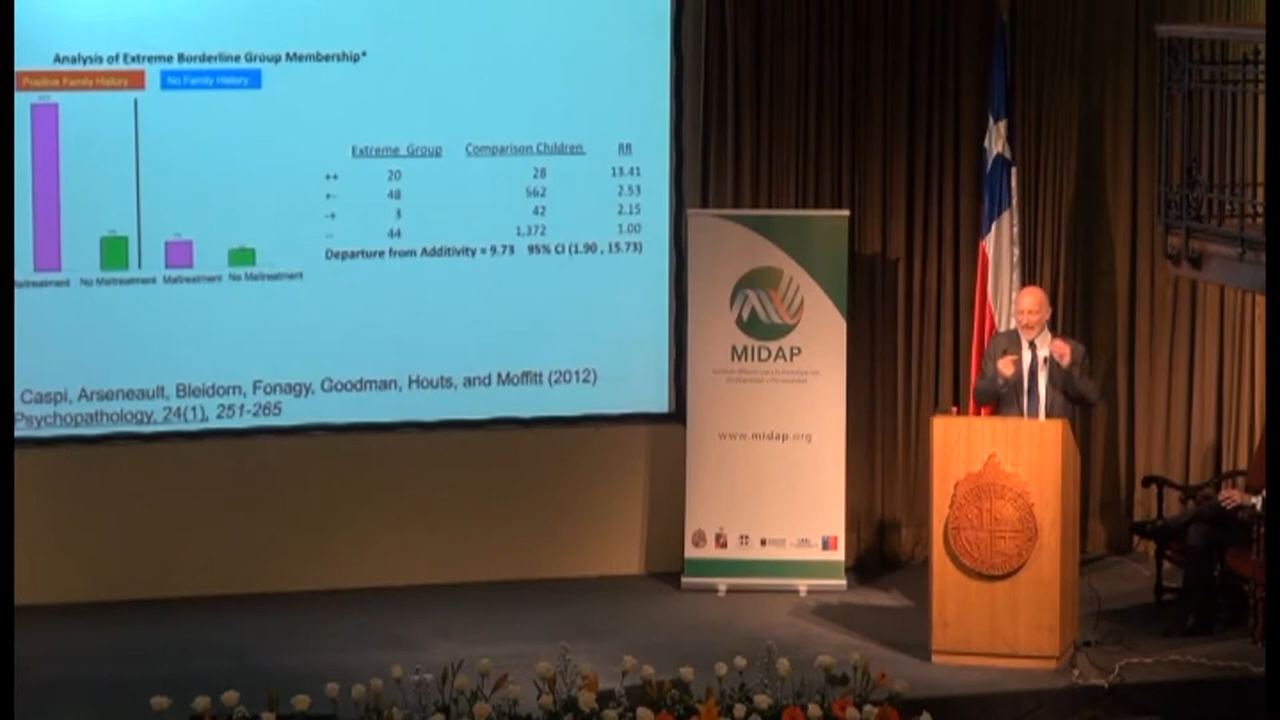 Analysis of Extreme Borderline Group Membership*
Positive Family History
No Family History
No Maltreatment
Maltreatment
No Maltreatment
Extreme Group Comparison Children RR
++ 20 28 13.41
+- 48 562 2.53
-+ 3 42 2.15
-- 44 1,372 1.00
Departure from Additivity = 9.73 95% CI (1.90 , 15.73)
Caspi, Arseneault, Bleidorn, Fonagy, Goodman, Houts, and Moffitt (2012)
Psychopathology, 24(1), 251-265
MIDAP
www.midap.org